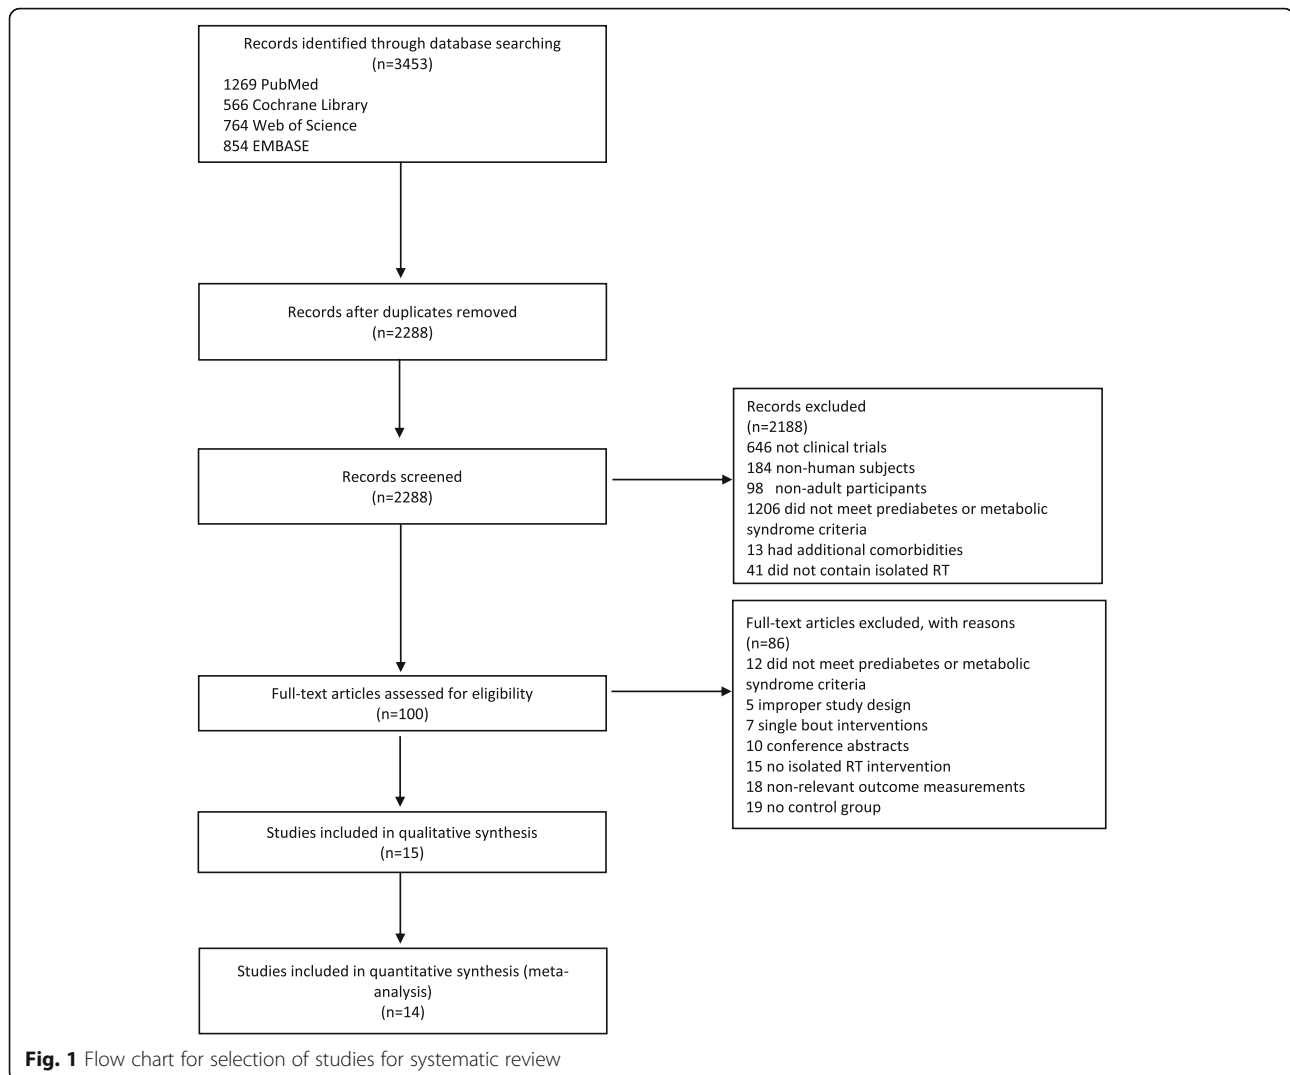 Records identified through database searching
(n=3453)
1269 PubMed
566 Cochrane Library
764 Web of Science
854 EMBASE
Records after duplicates removed
(n=2288)
Records screened
(n=2288)
Records excluded
(n=2188)
646 not clinical trials
184 non-human subjects
98 non-adult participants
1206 did not meet prediabetes or metabolic
syndrome criteria
13 had additional comorbidities
41 did not contain isolated RT
Full-text articles assessed for eligibility
(n=100)
Full-text articles excluded, with reasons
(n=86)
12 did not meet prediabetes or metabolic
syndrome criteria
5 improper study design
7 single bout interventions
10 conference abstracts
15 no isolated RT intervention
18 non-relevant outcome measurements
19 no control group
Studies included in qualitative synthesis
(n=15)
Studies included in quantitative synthesis (meta-
analysis)
(n=14)
Fig. 1 Flow chart for selection of studies for systematic review